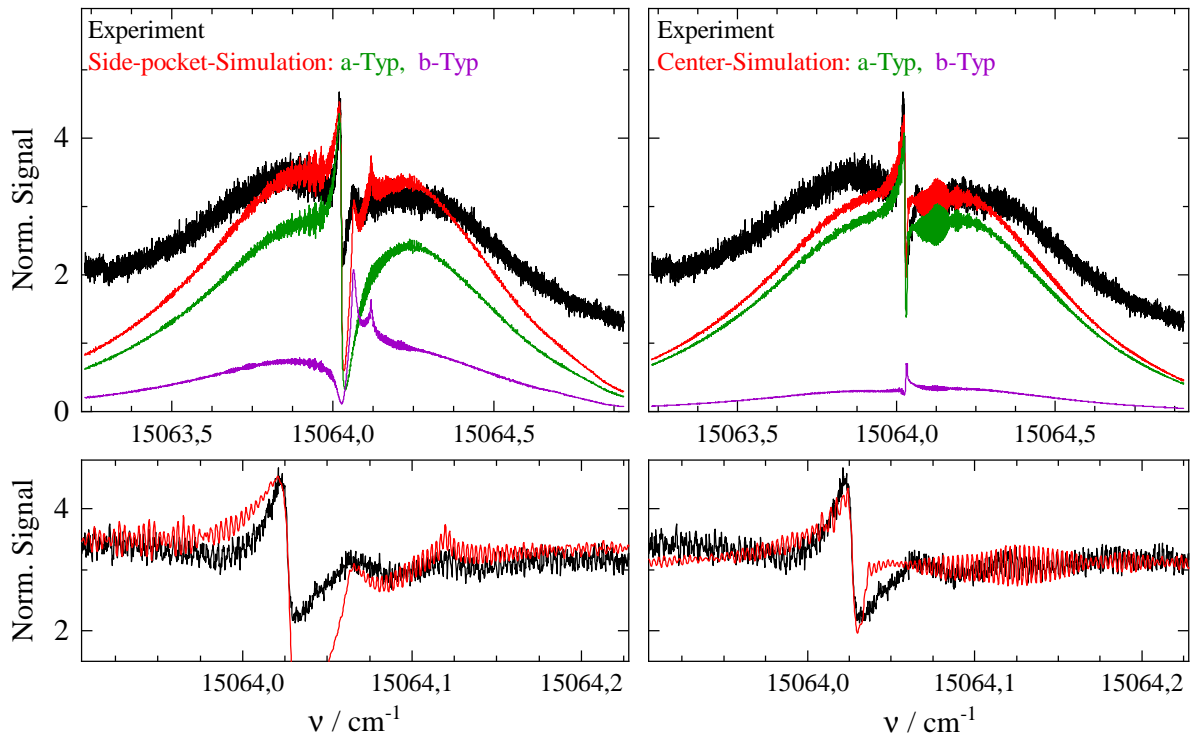 Experiment
Side-pocket-Simulation: a-Typ, b-Typ
Experiment
Center-Simulation: a-Typ, b-Typ
Norm. Signal
4
2
0
15063,5
15064,0
15064,5
15063,5
15064,0
15064,5
Norm. Signal
4
2
15064,0
15064,1
15064,2
15064,0
15064,1
15064,2
ν / cm-1
ν / cm-1